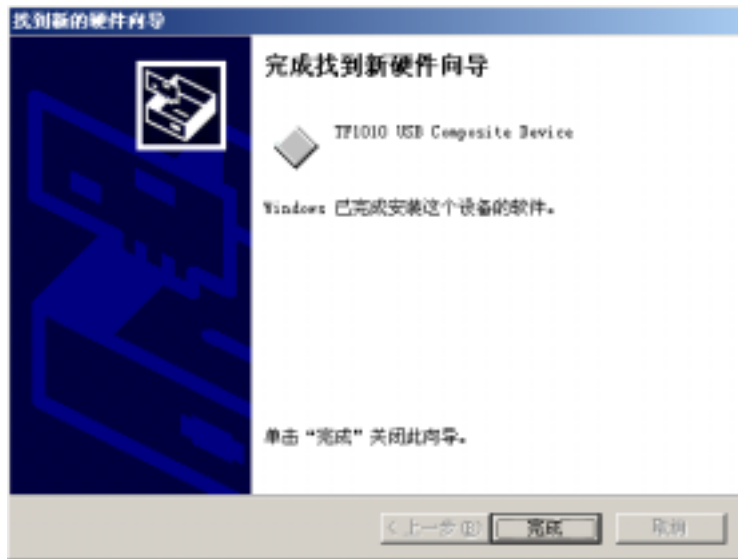 找到新的硬件向导
完成找到新硬件向导
TP1010 USB Composite Device
Windows 已完成安装这个设备的软件。
单击“完成”关闭此向导。
< 上一步(B) 完成 取消